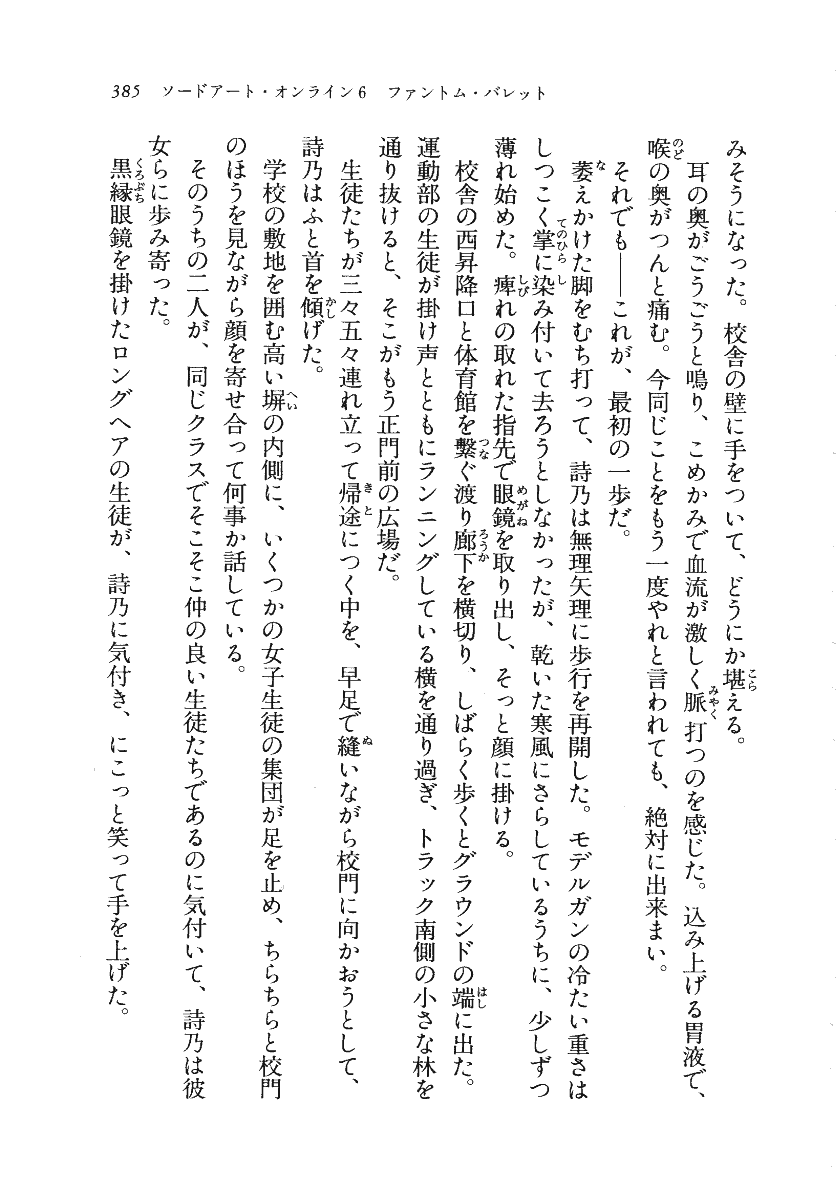 385 ソードアート・オンライン6 ファントム・バレット
みそうになった。校舎の壁に手をついて、どうにか堪える。
耳の奥がごうごうと鳴り、こめかみで血流が激しく脈打つのを感じた。込み上げる胃液で、
喉の奥がつんと痛む。今同じことをもう一度やれと言われても、絶対に出来まい。
それでも――これが、最初の一歩だ。
萎えかけた脚をむち打って、詩乃は無理矢理に歩行を再開した。モデルガンの冷たい重さは
しつこく掌に染み付いて去ろうとしなかったが、乾いた寒風にさらしているうちに、少しずつ
薄れ始めた。痺れの取れた指先で眼鏡を取り出し、そっと顔に掛ける。
校舎の西昇降口と体育館を繋ぐ渡り廊下を横切り、しばらく歩くとグラウンドの端に出た。
運動部の生徒が掛け声とともにランニングしている横を通り過ぎ、トラック南側の小さな林を
通り抜けると、そこがもう正門前の広場だ。
生徒たちが三々五々連れ立って帰途につく中を、早足で縫いながら校門に向かおうとして、
詩乃はふと首を傾げた。
学校の敷地を囲む高い塀の内側に、いくつかの女子生徒の集団が足を止め、ちらちらと校門
のほうを見ながら顔を寄せ合って何事か話している。
そのうちの二人が、同じクラスでそこそこ仲の良い生徒たちであるのに気付いて、詩乃は彼
女らに歩み寄った。
黒縁眼鏡を掛けたロングヘアの生徒が、詩乃に気付き、にこっと笑って手を上げた。